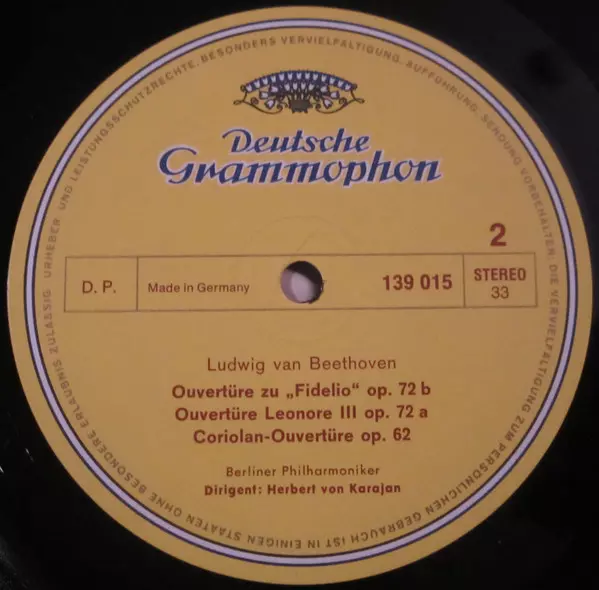 Deutsche
Grammophon
2
D. P.
Made in Germany
139 015
STEREO
33
Ludwig van Beethoven
Ouvertüre zu „Fidelio“ op. 72 b
Ouvertüre Leonore III op. 72 a
Coriolan-Ouvertüre op. 62
Berliner Philharmoniker
Dirigent: Herbert von Karajan
URHEBER UND LEISTUNGSSCHUTZRECHTE, BESONDERS VERVIELFÄLTIGUNG, AUFFÜHRUNG, SENDUNG VORBEHALTEN; DIE VERVIELFÄLTIGUNG ZUM PERSÖNLICHEN GEBRAUCH IST IN EINIGEN STAATEN OHNE BESONDERE ERLAUBNIS ZULÄSSIG